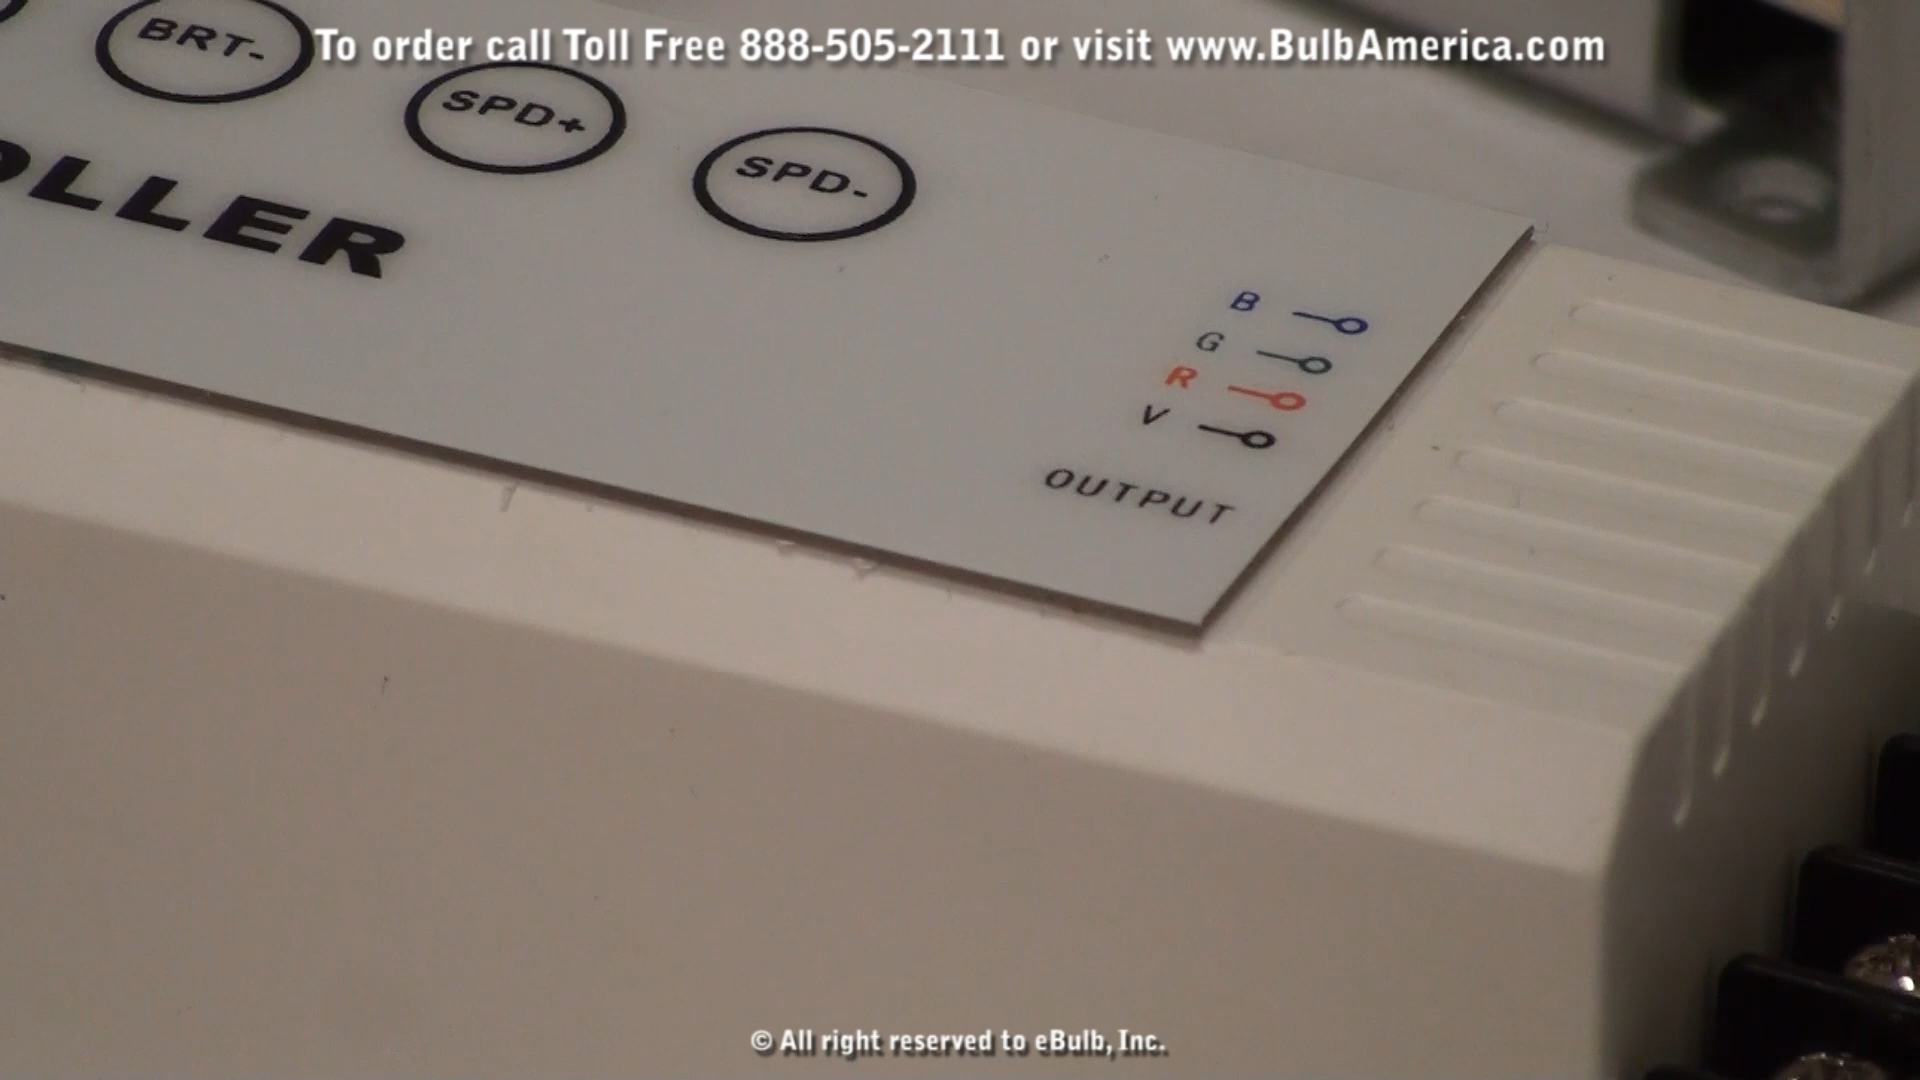 To order call Toll Free 888-505-2111 or visit www.BulbAmerica.com
BRT-
SPD+
SPD-
OLLER
B
G
R
V
OUTPUT
© All right reserved to eBulb, Inc.